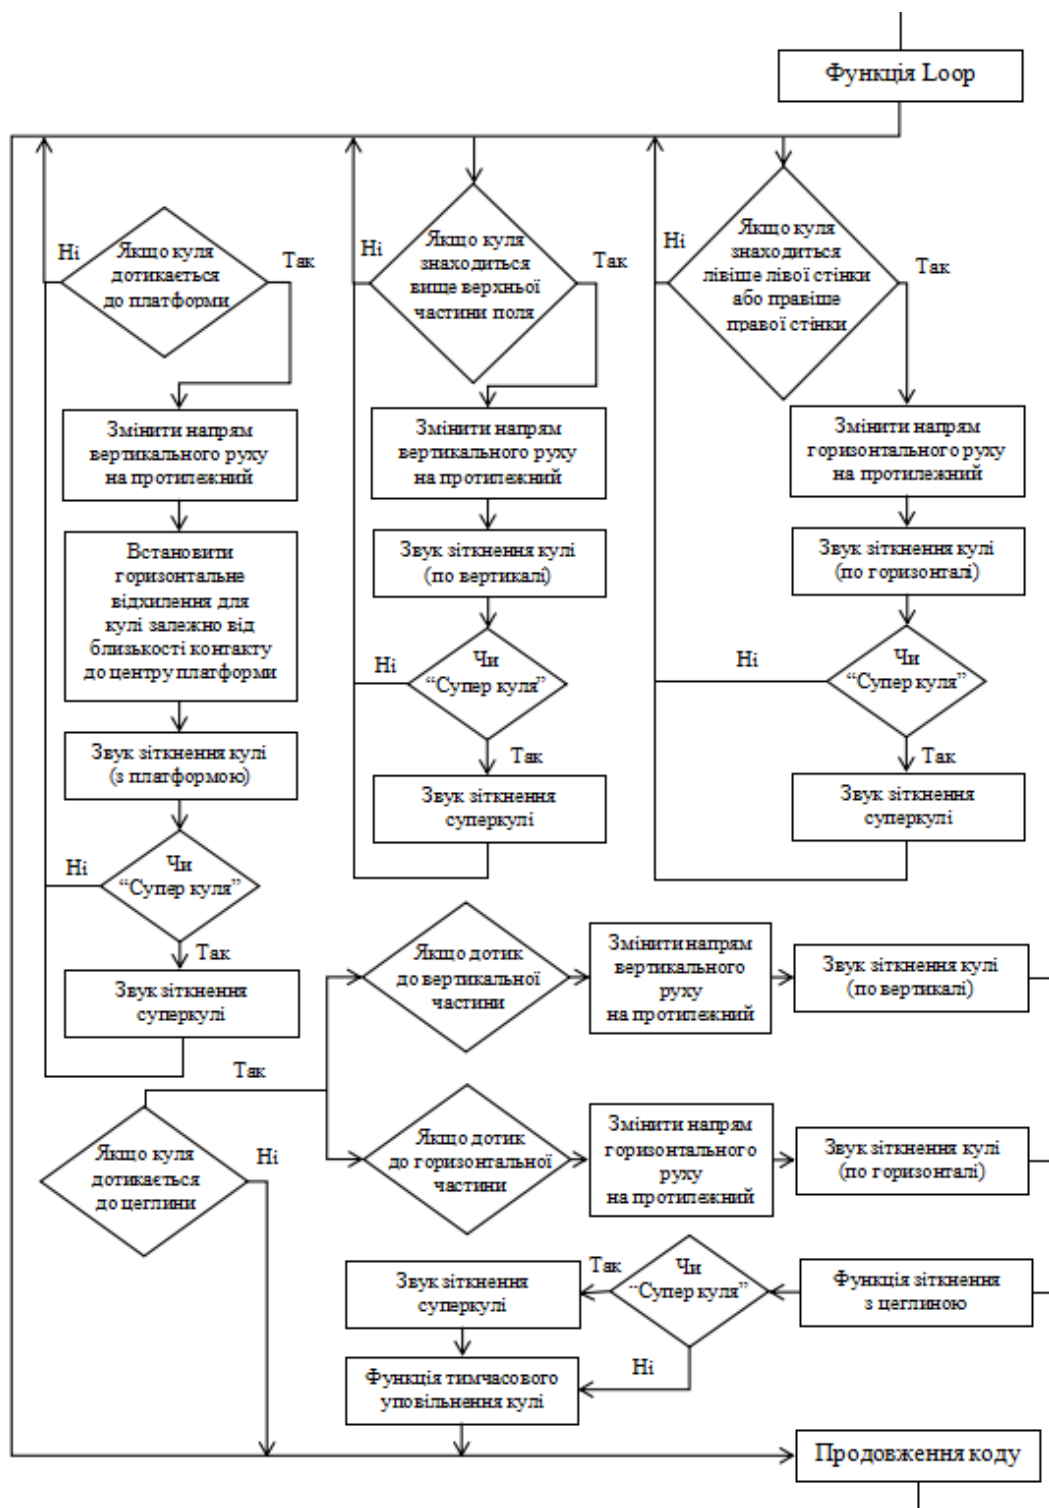 Функція Loop
Ні
Якщо куля
дотикається
до платформи
Так
Змінити напрям
вертикального руху
на протилежний
Встановити
горизонтальне
відхилення для
кулі залежно від
близькості контакту
до центру платформи
Звук зіткнення кулі
(з платформою)
Ні
Чи
“Супер куля”
Так
Звук зіткнення
суперкулі
Ні
Якщо куля
знаходиться
вище верхньої
частини поля
Так
Змінити напрям
вертикального руху
на протилежний
Звук зіткнення кулі
(по вертикалі)
Ні
Чи
“Супер куля”
Так
Звук зіткнення
суперкулі
Ні
Якщо куля
знаходиться
лівіше лівої стінки
або правіше
правої стінки
Так
Змінити напрям
горизонтального руху
на протилежний
Звук зіткнення кулі
(по горизонталі)
Ні
Чи
“Супер куля”
Так
Звук зіткнення
суперкулі
Якщо куля
дотикається
до цеглини
Так
Ні
Якщо дотик
до вертикальної
частини
Змінити напрям
вертикального
руху
на протилежний
Звук зіткнення кулі
(по вертикалі)
Якщо дотик
до горизонтальної
частини
Змінити напрям
горизонтального
руху
на протилежний
Звук зіткнення кулі
(по горизонталі)
Функція зіткнення
з цеглиною
Чи
“Супер куля”
Так
Звук зіткнення
суперкулі
Ні
Функція тимчасового
уповільнення кулі
Продовження коду